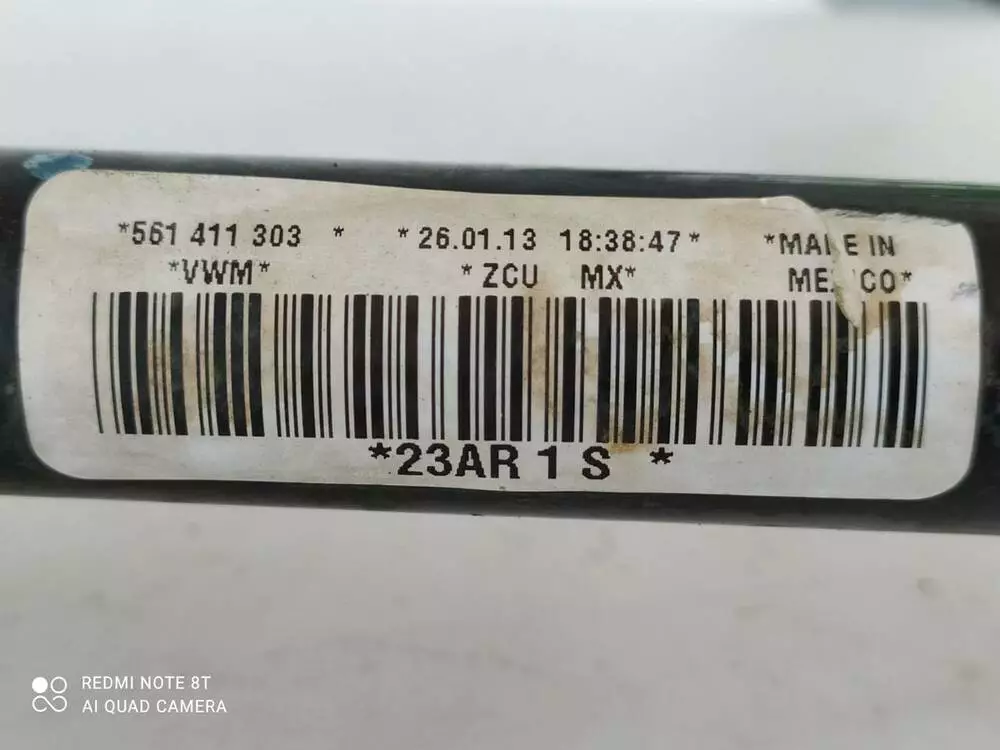 *561 411 303 * *26.01.13 18:38:47* *MADE IN
*VWM* *ZCU MX* MEXICO*
*23AR 1 S *
REDMI NOTE 8T
AI QUAD CAMERA